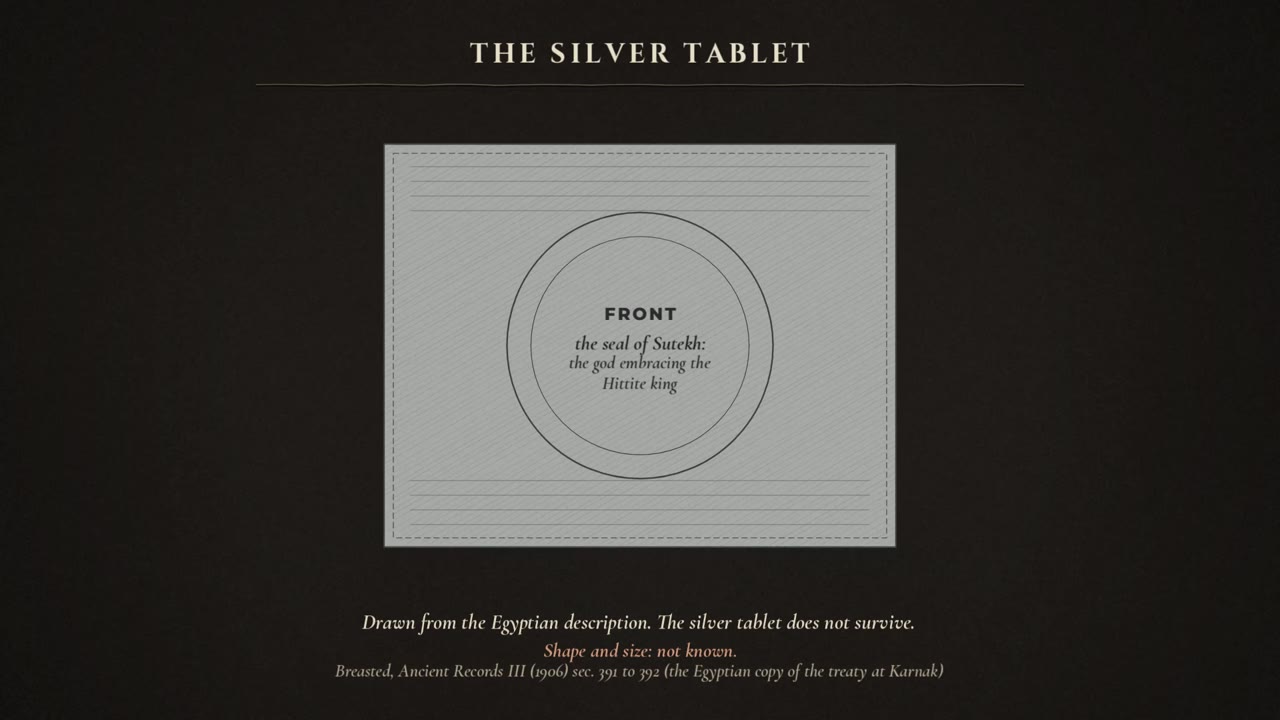 THE SILVER TABLET
FRONT
the seal of Sutekh:
the god embracing the
Hittite king
Drawn from the Egyptian description. The silver tablet does not survive.
Shape and size: not known.
Breasted, Ancient Records III (1906) sec. 391 to 392 (the Egyptian copy of the treaty at Karnak)